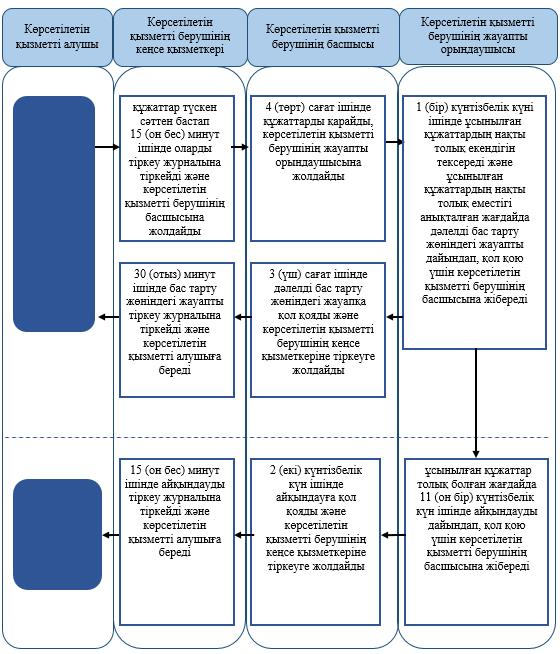 Көрсетілетін
қызметті алушы
Көрсетілетін
қызметті берушінің
кеңсе қызметкері
Көрсетілетін қызметті
берушінің басшысы
Көрсетілетін қызметті
берушінің жауапты
орындаушысы
құжаттар түскен
сәттен бастап
15 (он бес) минут
ішінде оларды
тіркеу журналына
тіркейді және
көрсетілетін
қызметті берушінің
басшысына
жолдайды
4 (төрт) сағат ішінде
құжаттарды қарайды,
көрсетілетін қызметті
берушінің жауапты
орындаушысына
жолдайды
1 (бір) күнтізбелік күні
ішінде ұсынылған
құжаттардың нақты
толық екендігін
тексереді және
ұсынылған
құжаттардың нақты
толық еместігі
анықталған жағдайда
дәлелді бас тарту
жөніндегі жауапты
дайындап, қол қою
үшін көрсетілетін
қызметті берушінің
басшысына жібереді
30 (отыз) минут
ішінде бас тарту
жөніндегі жауапты
тіркеу журналына
тіркейді және
көрсетілетін
қызметті алушыға
береді
3 (үш) сағат ішінде
дәлелді бас тарту
жөніндегі жауапқа
қол қояды және
көрсетілетін қызметті
берушінің кеңсе
қызметкеріне тіркеуге
жолдайды
15 (он бес) минут
ішінде айқындауды
тіркеу журналына
тіркейді және
көрсетілетін
қызметті алушыға
береді
2 (екі) күнтізбелік
күн ішінде
айқындауға қол
қояды және
көрсетілетін
қызметті берушінің
кеңсе қызметкеріне
тіркеуге жолдайды
ұсынылған құжаттар
толық болған жағдайда
11 (он бір) күнтізбелік
күн ішінде айқындауды
дайындап, қол қою
үшін көрсетілетін
қызметті берушінің
басшысына жібереді